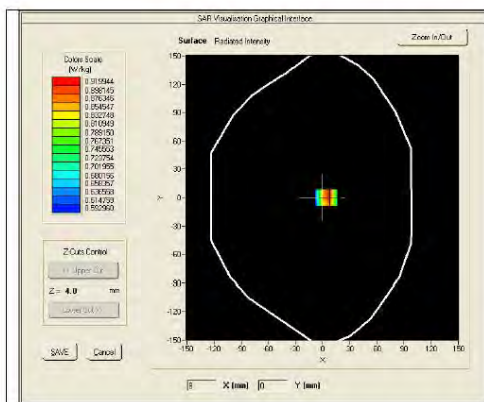 SAR Visualisation Graphical Interface
Surface Radiated Intensity
Zoom In/Out
Colors Scale
(W/kg)
0.919944
0.898145
0.876346
0.854547
0.832748
0.810949
0.789150
0.767351
0.745553
0.723754
0.701955
0.680156
0.658357
0.636558
0.614759
0.592960
150
120
90
60
30
0
-30
-60
-90
-120
-150
Y
-150 -120 -90 -60 -30 0 30 60 90 120 150
X
Z Cuts Control
<< Upper Cut
Z = 4.0 mm
Lower Cut >>
SAVE
Cancel
8 X (mm) 0 Y (mm)